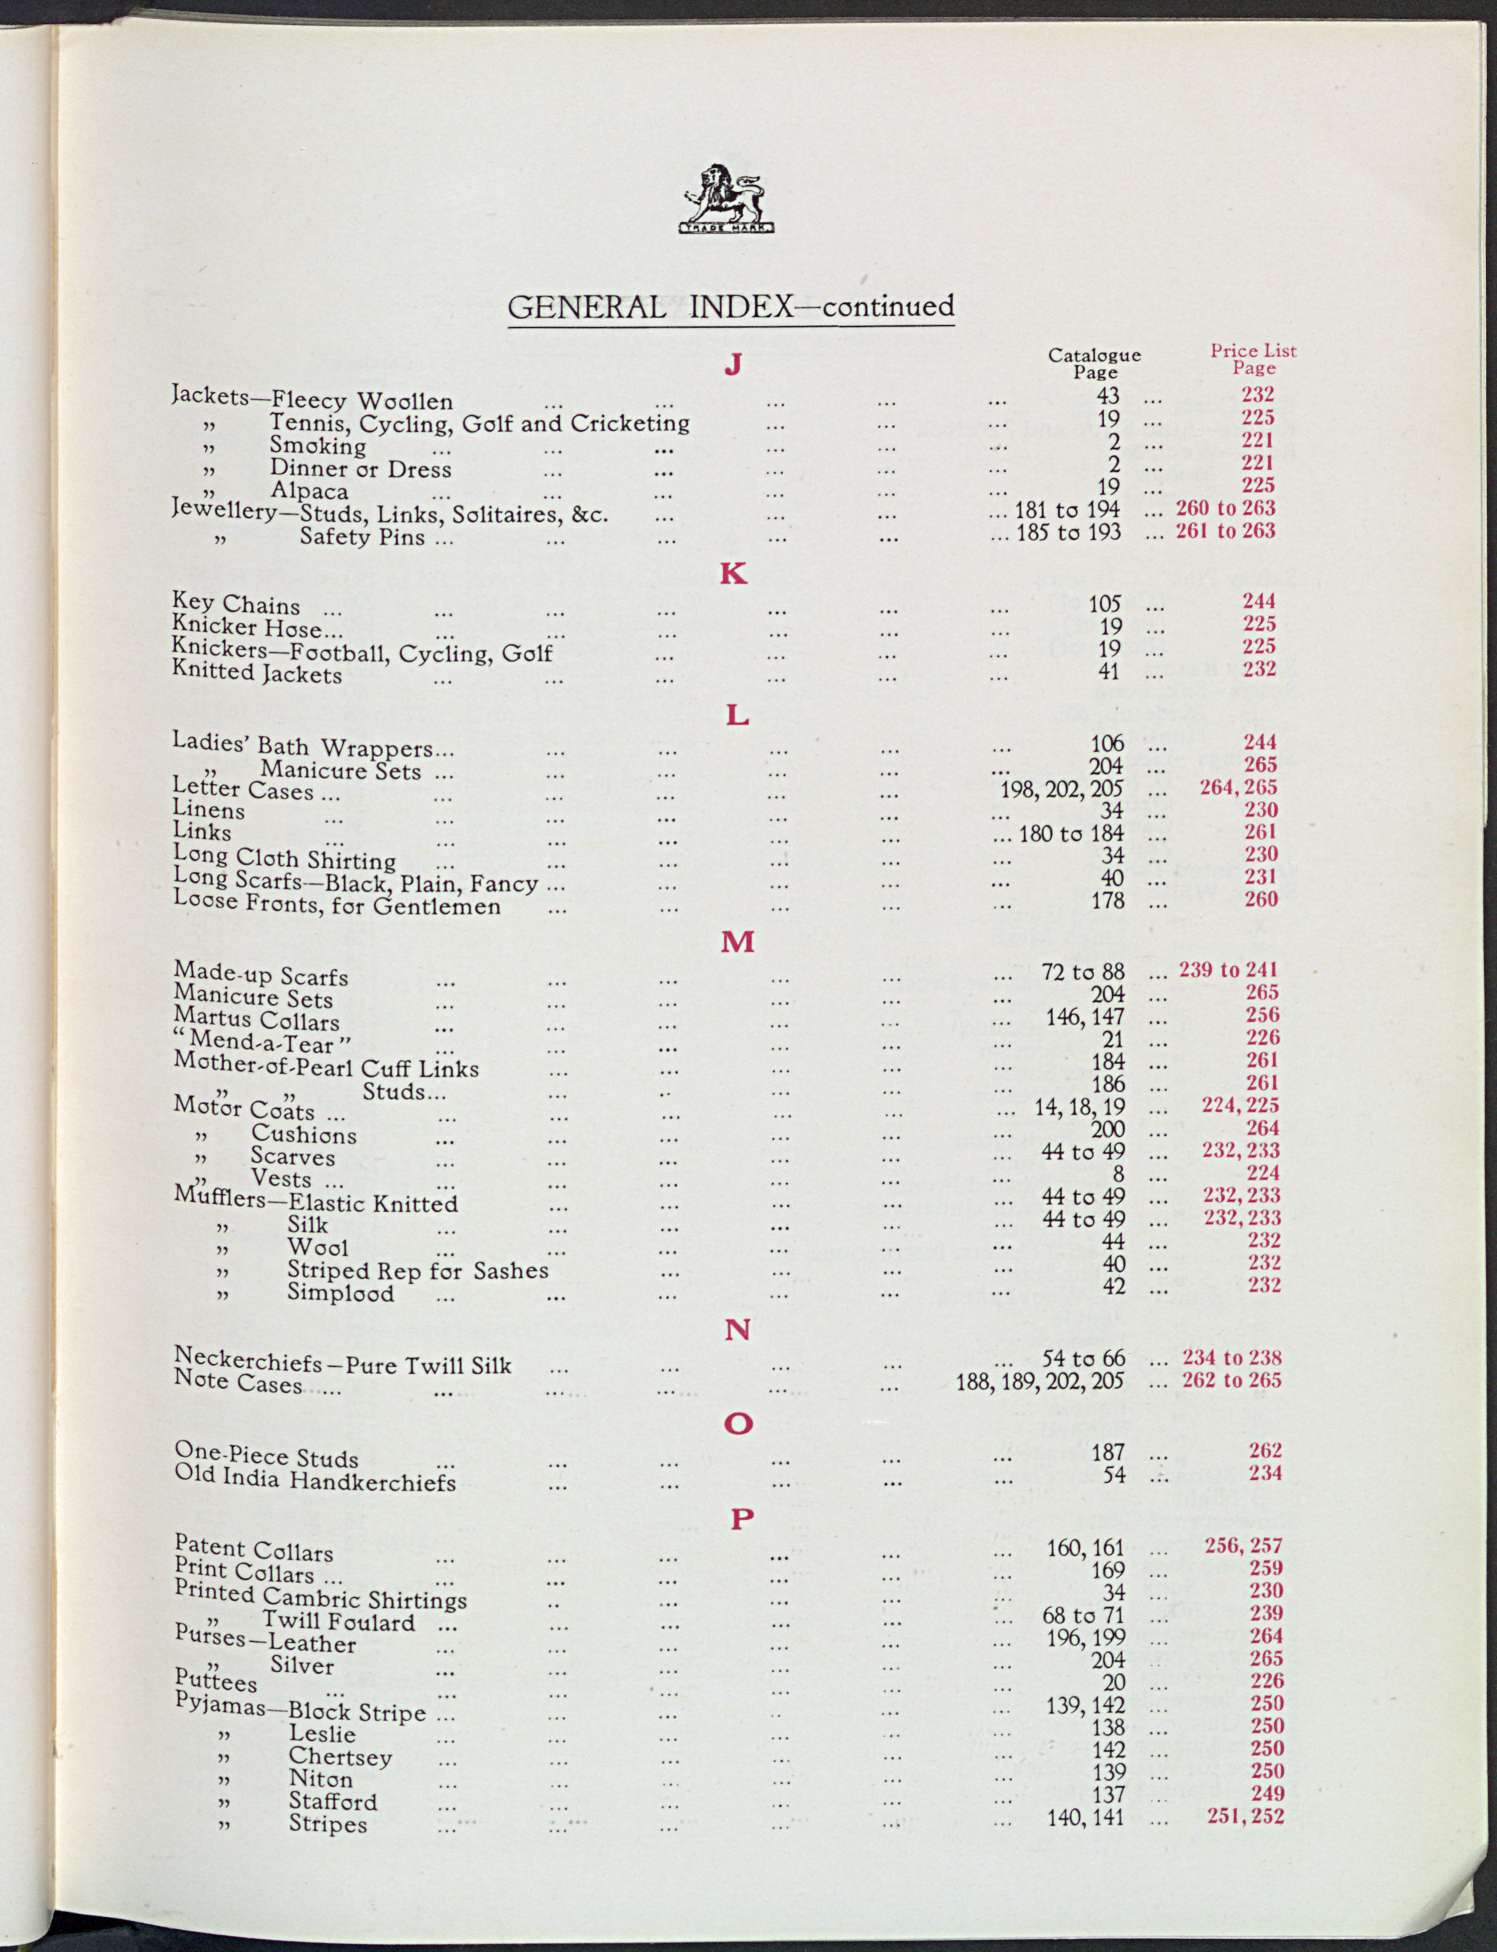 TRADE MARK.
GENERAL INDEX—continued
J Catalogue Page Price List Page
Jackets—Fleecy Woollen ... ... ... ... ... 43 ... 232
„ Tennis, Cycling, Golf and Cricketing ... ... ... 19 ... 225
„ Smoking ... ... ... ... ... ... 2 ... 221
„ Dinner or Dress ... ... ... ... ... 2 ... 221
„ Alpaca ... ... ... ... ... ... 19 ... 225
Jewellery—Studs, Links, Solitaires, &c. ... ... ... ... 181 to 194 ... 260 to 263
„ Safety Pins ... ... ... ... ... ... 185 to 193 ... 261 to 263
K
Key Chains ... ... ... ... ... ... ... 105 ... 244
Knicker Hose... ... ... ... ... ... ... 19 ... 225
Knickers—Football, Cycling, Golf ... ... ... ... 19 ... 225
Knitted Jackets ... ... ... ... ... ... 41 ... 232
L
Ladies' Bath Wrappers... ... ... ... ... ... 106 ... 244
„ Manicure Sets ... ... ... ... ... ... 204 ... 265
Letter Cases ... ... ... ... ... ... 198, 202, 205 ... 264, 265
Linens ... ... ... ... ... ... ... 34 ... 230
Links ... ... ... ... ... ... ... 180 to 184 ... 261
Long Cloth Shirting ... ... ... ... ... ... 34 ... 230
Long Scarfs—Black, Plain, Fancy ... ... ... ... ... 40 ... 231
Loose Fronts, for Gentlemen ... ... ... ... ... 178 ... 260
M
Made-up Scarfs ... ... ... ... ... ... 72 to 88 ... 239 to 241
Manicure Sets ... ... ... ... ... ... 204 ... 265
Martus Collars ... ... ... ... ... ... 146, 147 ... 256
"Mend-a-Tear" ... ... ... ... ... ... 21 ... 226
Mother-of-Pearl Cuff Links ... ... ... ... ... 184 ... 261
„ „ Studs... ... ... ... ... ... 186 ... 261
Motor Coats ... ... ... ... ... ... ... 14, 18, 19 ... 224, 225
„ Cushions ... ... ... ... ... ... 200 ... 264
„ Scarves ... ... ... ... ... ... 44 to 49 ... 232, 233
„ Vests ... ... ... ... ... ... ... 8 ... 224
Mufflers—Elastic Knitted ... ... ... ... ... 44 to 49 ... 232, 233
„ Silk ... ... ... ... ... ... 44 to 49 ... 232, 233
„ Wool ... ... ... ... ... ... 44 ... 232
„ Striped Rep for Sashes ... ... ... ... 40 ... 232
„ Simplood ... ... ... ... ... ... 42 ... 232
N
Neckerchiefs—Pure Twill Silk ... ... ... ... ... 54 to 66 ... 234 to 238
Note Cases ... ... ... ... ... ... 188, 189, 202, 205 ... 262 to 265
O
One-Piece Studs ... ... ... ... ... ... 187 ... 262
Old India Handkerchiefs ... ... ... ... ... 54 ... 234
P
Patent Collars ... ... ... ... ... ... 160, 161 ... 256, 257
Print Collars ... ... ... ... ... ... ... 169 ... 259
Printed Cambric Shirtings .. ... ... ... ... 34 ... 230
„ Twill Foulard ... ... ... ... ... ... 68 to 71 ... 239
Purses—Leather ... ... ... ... ... ... 196, 199 ... 264
„ Silver ... ... ... ... ... ... 204 ... 265
Puttees ... ... ... ... ... ... ... 20 ... 226
Pyjamas—Block Stripe ... ... ... .. ... ... 139, 142 ... 250
„ Leslie ... ... ... ... ... ... 138 ... 250
„ Chertsey ... ... ... ... ... ... 142 ... 250
„ Niton ... ... ... ... ... ... 139 ... 250
„ Stafford ... ... ... ... ... ... 137 ... 249
„ Stripes ... ... ... ... ... ... 140, 141 ... 251, 252